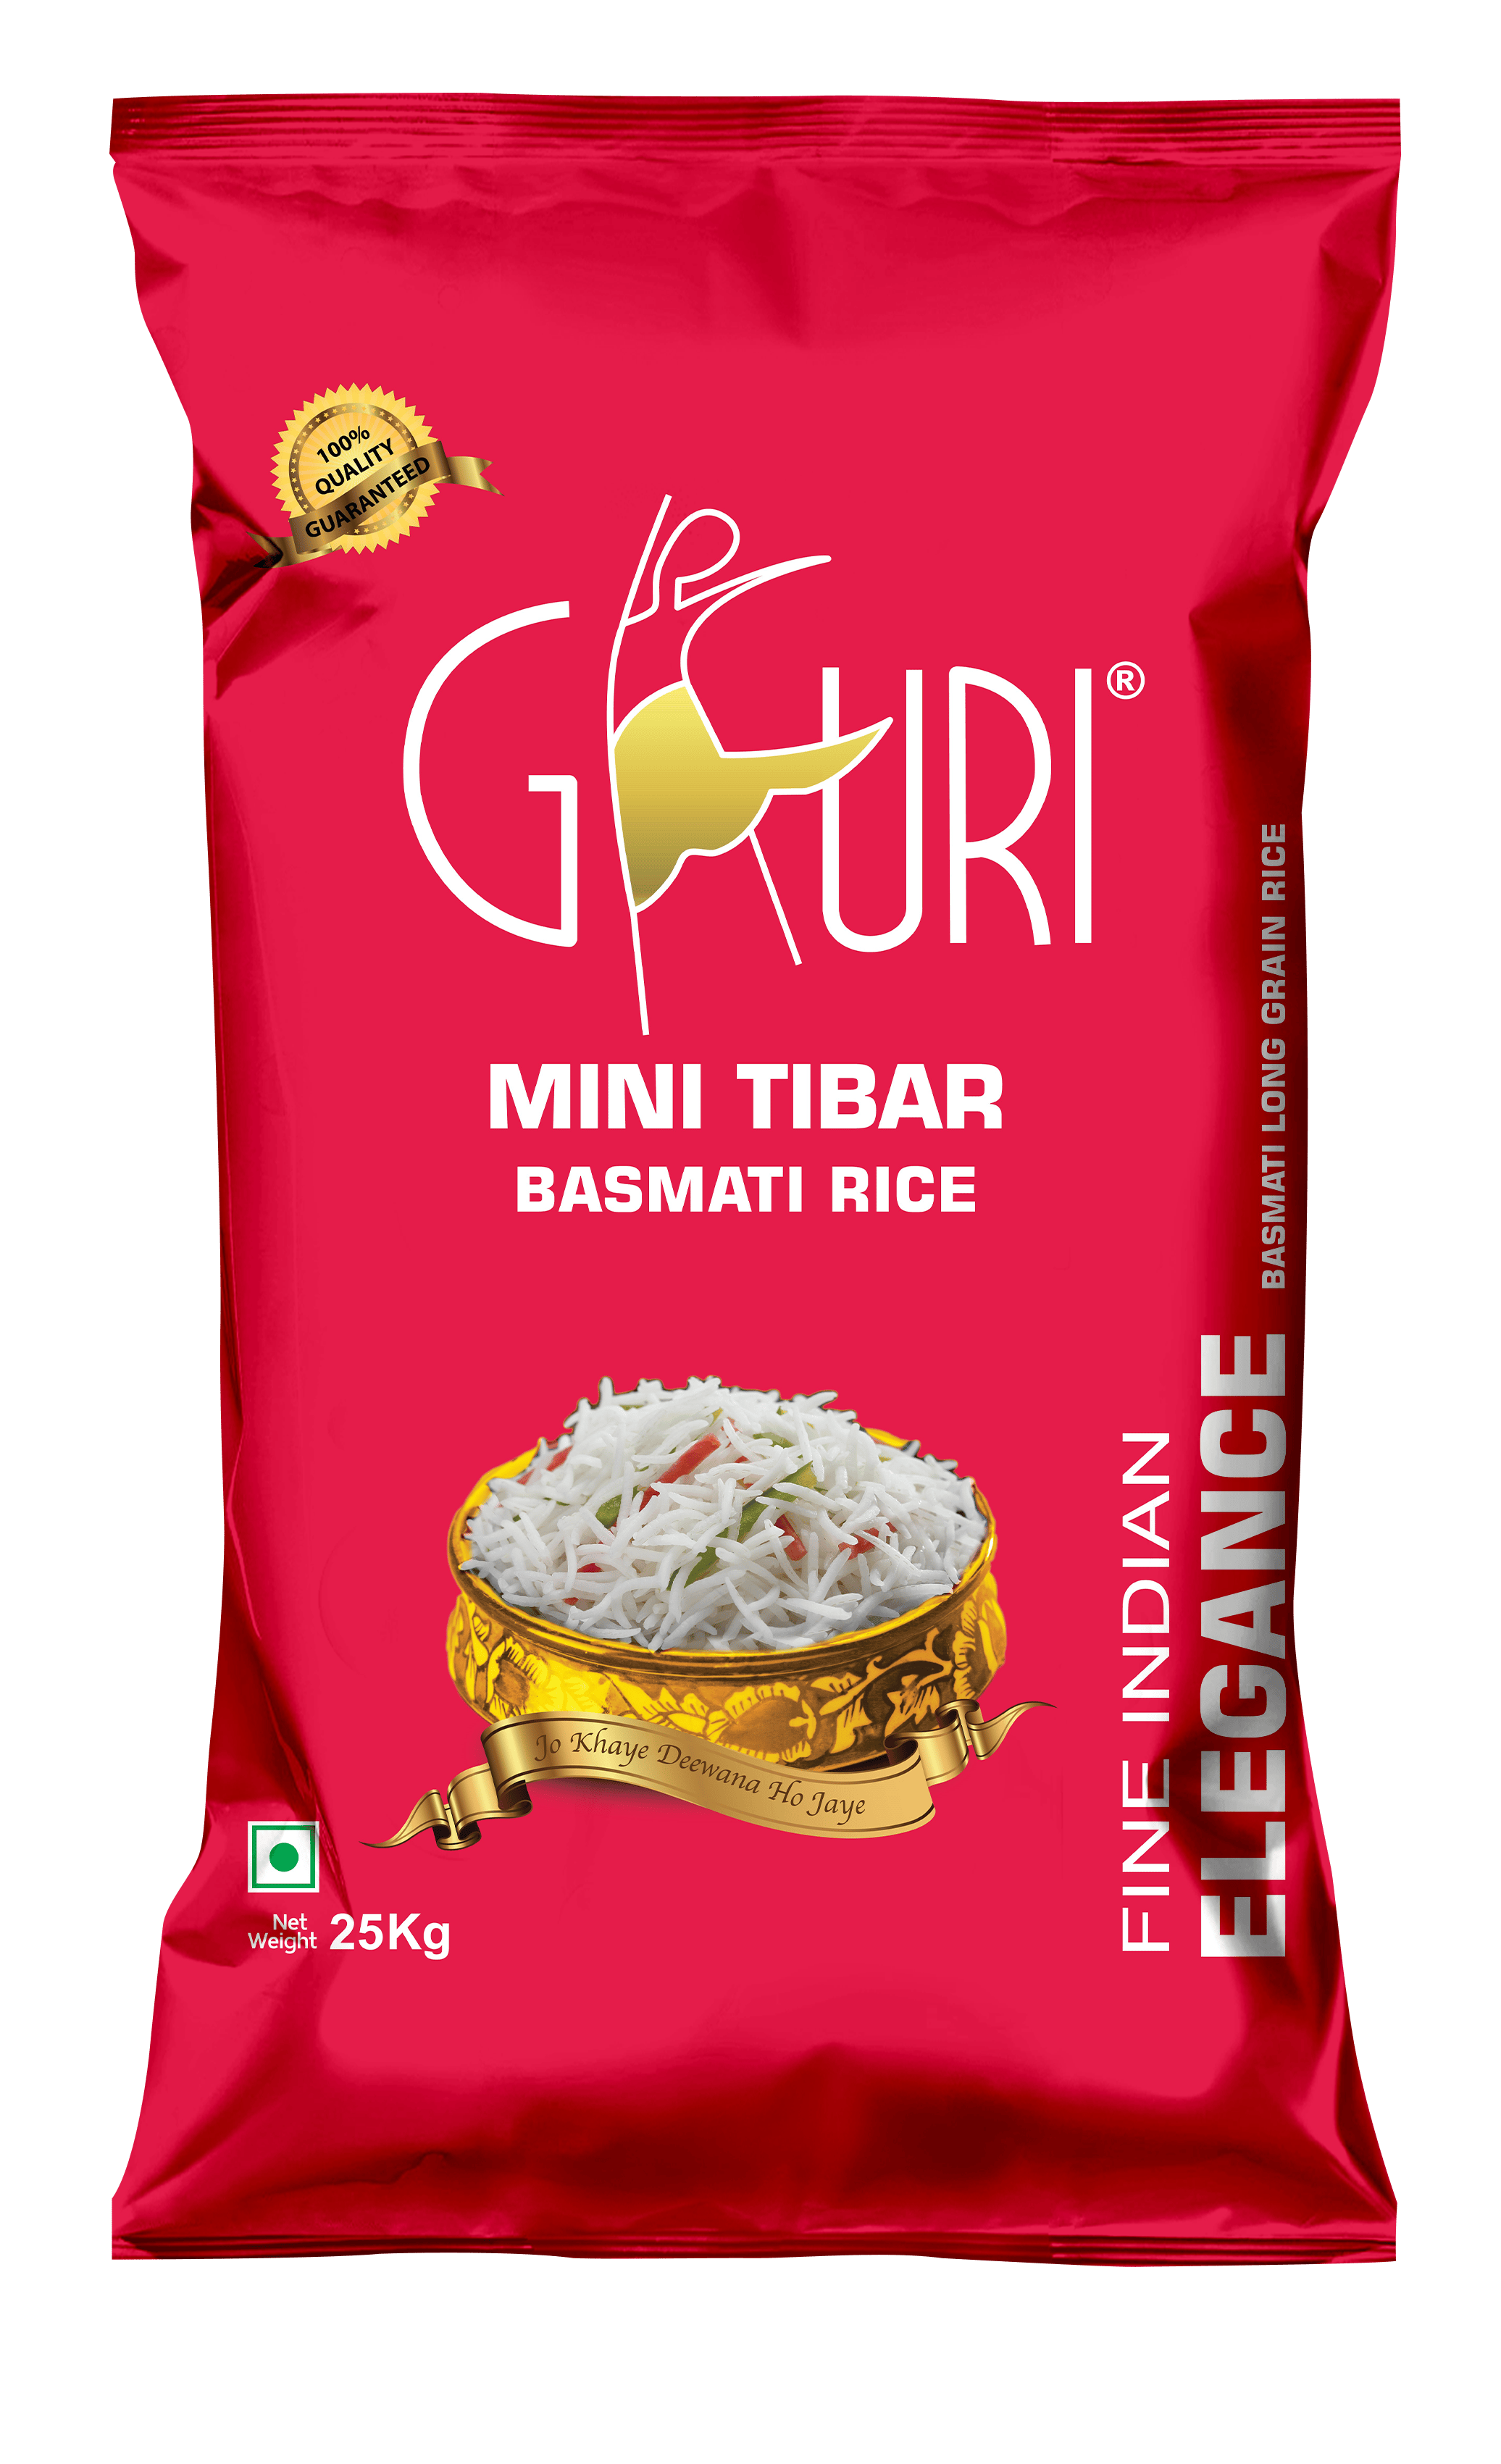 100%
QUALITY
GUARANTEED
GAURI®
MINI TIBAR
BASMATI RICE
Jo Khaye Deewana Ho Jaye
Net
Weight 25Kg
FINE INDIAN
ELEGANCE
BASMATI LONG GRAIN RICE